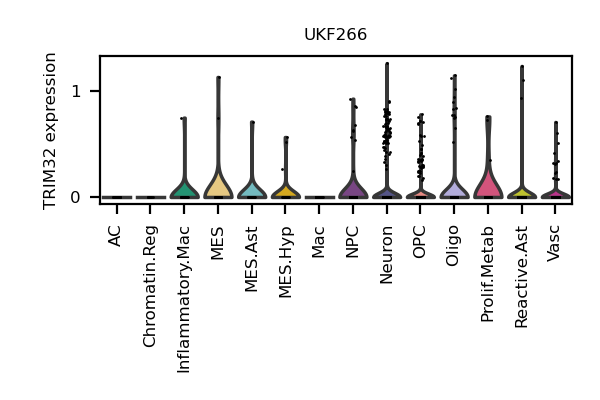 UKF266
TRIM32 expression
1
0
AC
Chromatin.Reg
Inflammatory.Mac
MES
MES.Ast
MES.Hyp
Mac
NPC
Neuron
OPC
Oligo
Prolif.Metab
Reactive.Ast
Vasc